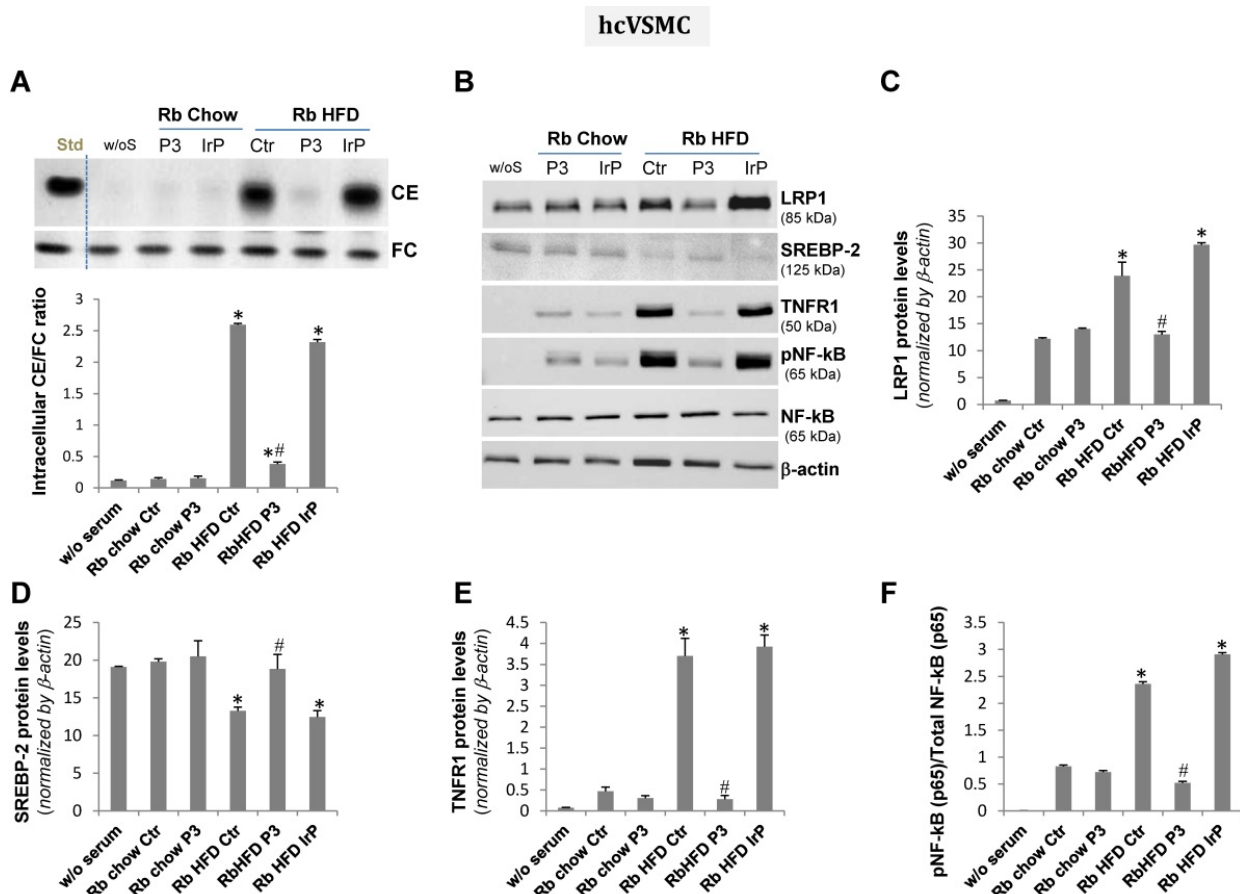 hcVSMC
A
Rb Chow Rb HFD
Std w/oS P3 IrP Ctr P3 IrP
CE
FC
Intracellular CE/FC ratio
3
2.5
2
1.5
1
0.5
0
*
*#
*
w/o serum
Rb chow Ctr
Rb chow P3
Rb HFD Ctr
RbHFD P3
Rb HFD IrP
B
Rb Chow Rb HFD
w/oS P3 IrP Ctr P3 IrP
LRP1
(85 kDa)
SREBP-2
(125 kDa)
TNFR1
(50 kDa)
pNF-kB
(65 kDa)
NF-kB
(65 kDa)
β-actin
C
LRP1 protein levels
(normalized by β-actin)
35
30
25
20
15
10
5
0
*
#
*
w/o serum
Rb chow Ctr
Rb chow P3
Rb HFD Ctr
RbHFD P3
Rb HFD IrP
D
SREBP-2 protein levels
(normalized by β-actin)
25
20
15
10
5
0
*
#
*
w/o serum
Rb chow Ctr
Rb chow P3
Rb HFD Ctr
RbHFD P3
Rb HFD IrP
E
TNFR1 protein levels
(normalized by β-actin)
4.5
4
3.5
3
2.5
2
1.5
1
0.5
0
*
#
*
w/o serum
Rb chow Ctr
Rb chow P3
Rb HFD Ctr
RbHFD P3
Rb HFD IrP
F
pNF-kB (p65)/Total NF-kB (p65)
3.5
3
2.5
2
1.5
1
0.5
0
*
#
*
w/o serum
Rb chow Ctr
Rb chow P3
Rb HFD Ctr
RbHFD P3
Rb HFD IrP